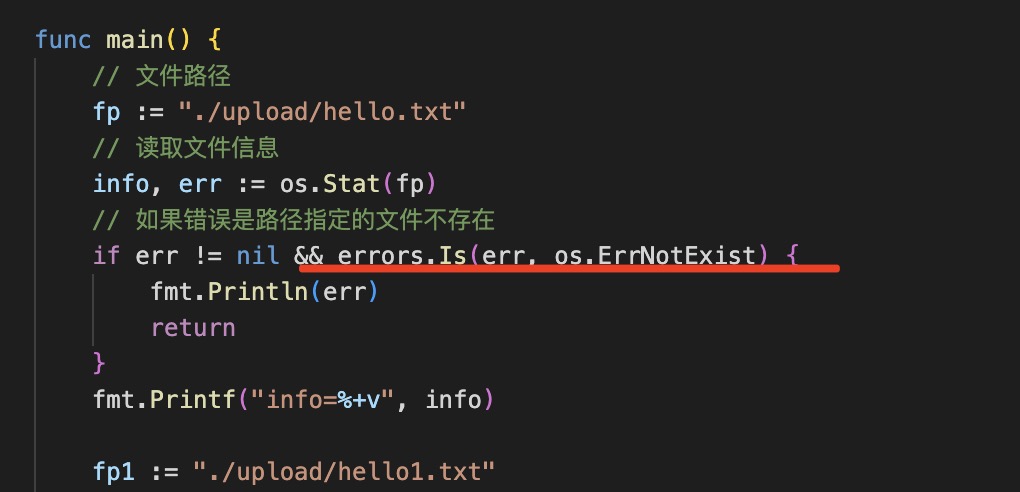 func main() {
// 文件路径
fp := "./upload/hello.txt"
// 读取文件信息
info, err := os.Stat(fp)
// 如果错误是路径指定的文件不存在
if err != nil && errors.Is(err, os.ErrNotExist) {
fmt.Println(err)
return
}
fmt.Printf("info=%+v", info)
fp1 := "./upload/hello1.txt"